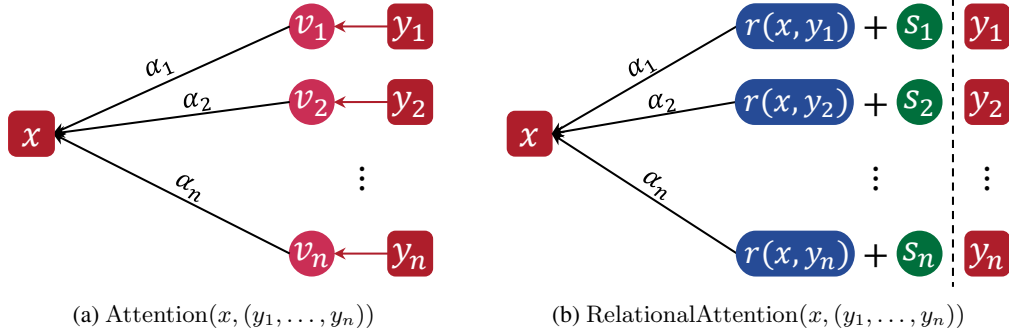 v₁ y₁ r(x, y₁) + s₁ y₁
α₁ α₁
α₂ v₂ y₂ α₂ r(x, y₂) + s₂ y₂
x x
⋮ ⋮ ⋮
αₙ αₙ
vₙ yₙ r(x, yₙ) + sₙ yₙ
(a) Attention(x, (y₁, . . . , yₙ)) (b) RelationalAttention(x, (y₁, . . . , yₙ))